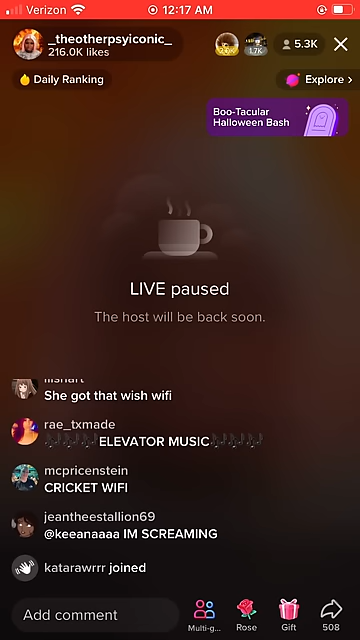 Verizon 12:17 AM
_theotherpsyiconic_
216.0K likes
1.7K
5.3K
Daily Ranking
Explore >
Boo-Tacular
Halloween Bash
LIVE paused
The host will be back soon.
She got that wish wifi
rae_txmade
🎶🎶🎶ELEVATOR MUSIC🎶🎶🎶
mcpricenstein
CRICKET WIFI
jeantheestallion69
@keeanaaaa IM SCREAMING
katarawrrr joined
Add comment
Multi-g...
Rose
Gift
508